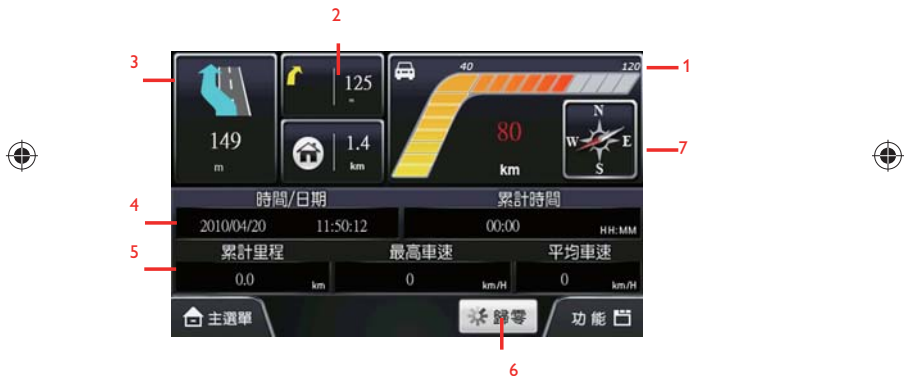 2
3
40
120
1
125
m
149
m
1.4
km
80
km
N
W
E
S
7
時間/日期
累計時間
4
2010/04/20 11:50:12
00:00 HH:MM
5
累計里程
最高車速
平均車速
0.0 km
0 km/H
0 km/H
主選單
歸零
功能
6